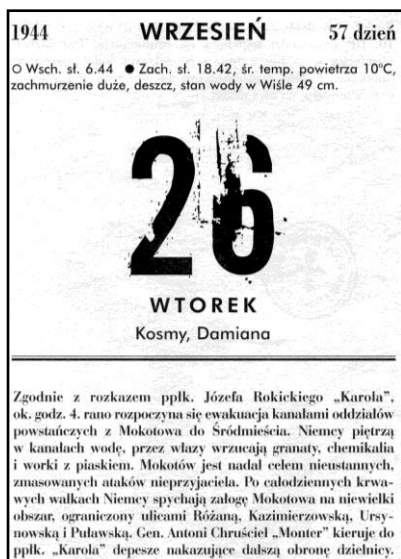 1944 WRZESIEŃ 57 dzień
○ Wsch. sł. 6.44 ● Zach. sł. 18.42, śr. temp. powietrza 10°C,
zachmurzenie duże, deszcz, stan wody w Wiśle 49 cm.
26
WTOREK
Kosmy, Damiana
Zgodnie z rozkazem ppłk. Józefa Rokickiego „Karola”,
ok. godz. 4. rano rozpoczyna się ewakuacja kanałami oddziałów
powstańczych z Mokotowa do Śródmieścia. Niemcy piętrzą
w kanałach wodę, przez włazy wrzucają granaty, chemikalia
i worki z piaskiem. Mokotów jest nadal celem nieustannych,
zmasowanych ataków nieprzyjaciela. Po całodziennych krwa-
wych walkach Niemcy spychają załogę Mokotowa na niewielki
obszar, ograniczony ulicami Różaną, Kazimierzowską, Ursy-
nowską i Puławską. Gen. Antoni Chruściel „Monter” kieruje do
ppłk. „Karola” depesze nakazujące dalszą obronę dzielnicy.